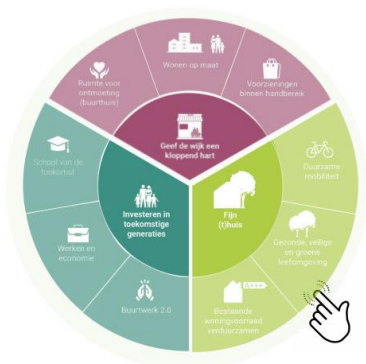 Wonen op maat
Ruimte voor
ontmoeting
(buurthuis)
Voorzieningen
binnen handbereik
Geef de wijk een
kloppend hart
School van de
toekomst
Duurzame
mobiliteit
Investeren in
toekomstige
generaties
Fijn
(t)huis
Werken en
economie
Gezonde, veilige
en groene
leefomgeving
Buurtwerk 2.0
Bestaande
woningvoorraad
verduurzamen